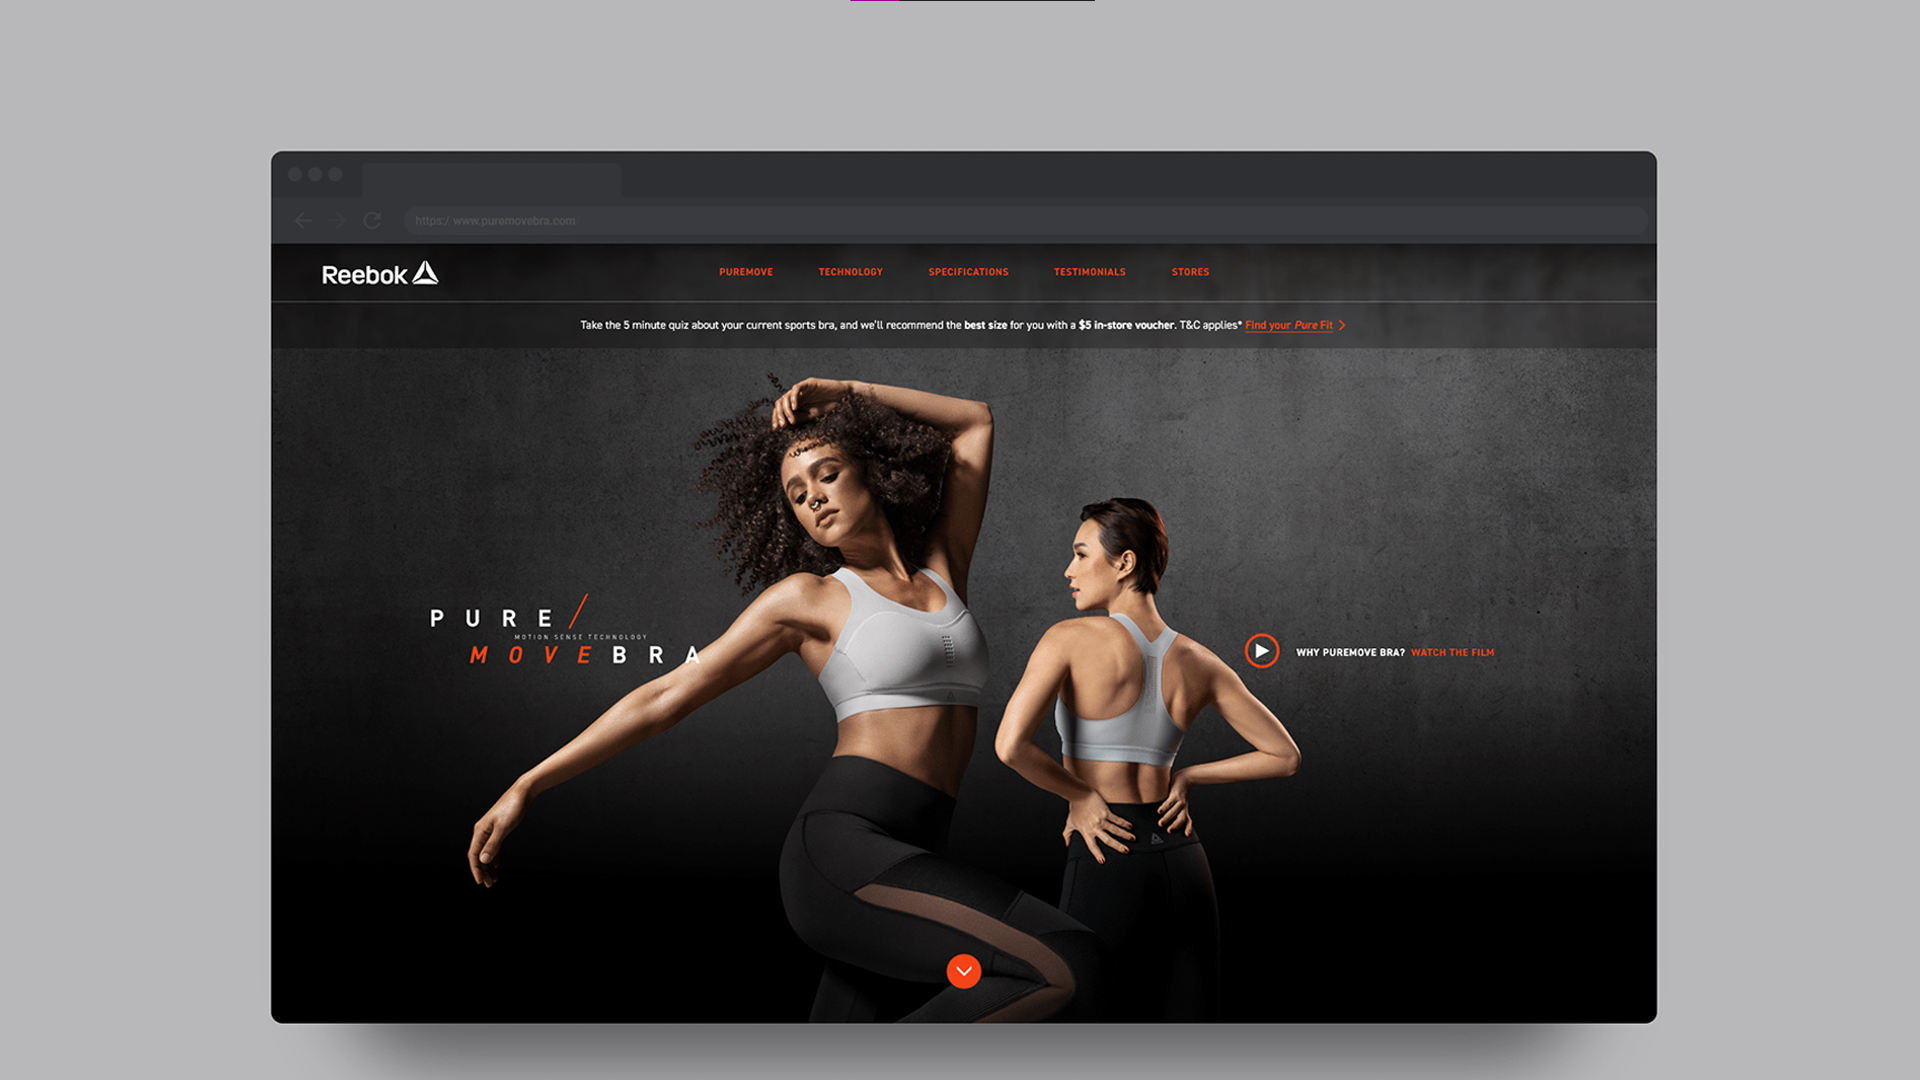 https:/ www.puremovebra.com
Reebok
PUREMOVE TECHNOLOGY SPECIFICATIONS TESTIMONIALS STORES
Take the 5 minute quiz about your current sports bra, and we'll recommend the best size for you with a $5 in-store voucher. T&C applies* Find your Pure Fit
PURE/
MOTION SENSE TECHNOLOGY
MOVEBRA
WHY PUREMOVE BRA? WATCH THE FILM